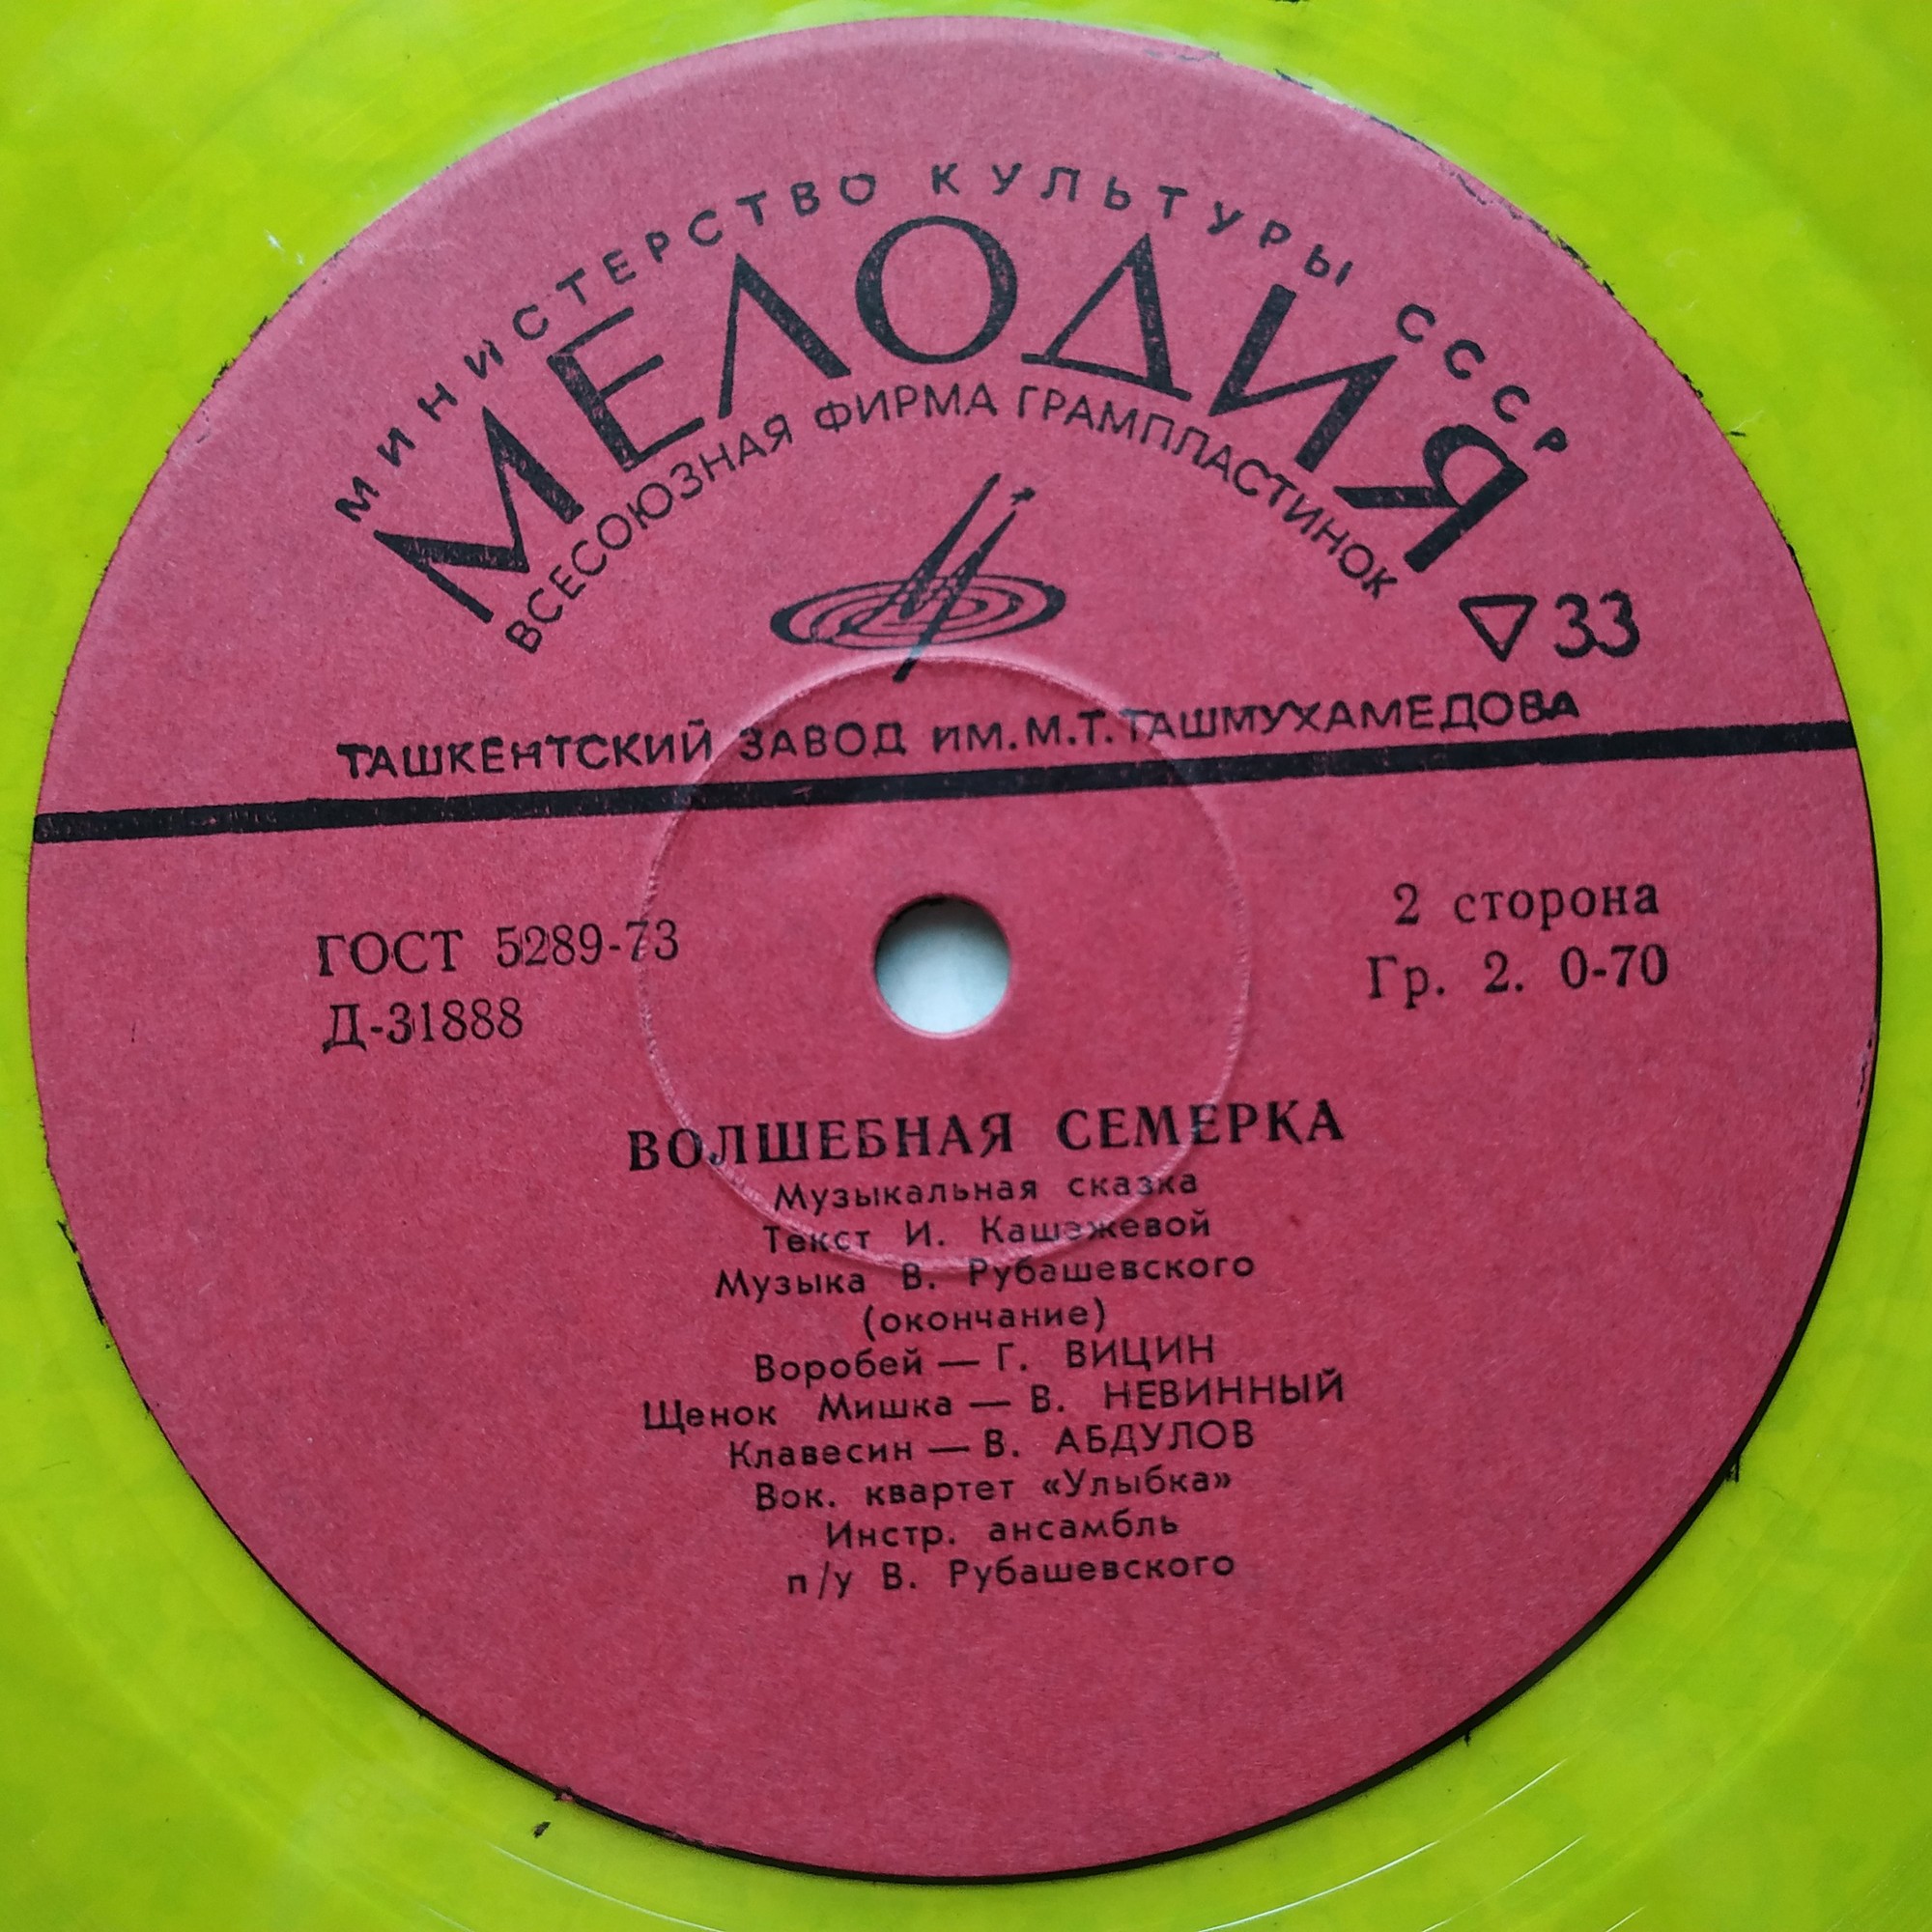 МИНИСТЕРСТВО КУЛЬТУРЫ СССР
МЕЛОДИЯ
ВСЕСОЮЗНАЯ ФИРМА ГРАМПЛАСТИНОК
33
ТАШКЕНТСКИЙ ЗАВОД ИМ. М.Т. ТАШМУХАМЕДОВА
ГОСТ 5289-73
Д-31888
2 сторона
Гр. 2. 0-70
ВОЛШЕБНАЯ СЕМЕРКА
Музыкальная сказка
Текст И. Кашежевой
Музыка В. Рубашевского
(окончание)
Воробей — Г. ВИЦИН
Щенок Мишка — В. НЕВИННЫЙ
Клавесин — В. АБДУЛОВ
Вок. квартет «Улыбка»
Инстр. ансамбль
п/у В. Рубашевского